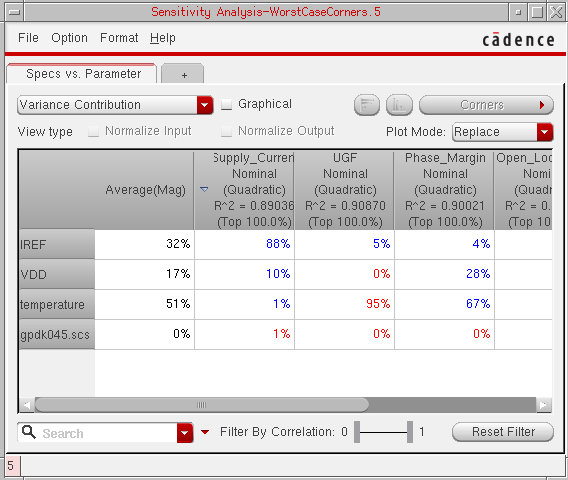 Sensitivity Analysis-WorstCaseCorners.5
File Option Format Help
cādence
Specs vs. Parameter +
Variance Contribution Graphical Corners
View type Normalize Input Normalize Output Plot Mode: Replace
Average(Mag)
Supply_Curren
Nominal
(Quadratic)
R^2 = 0.89036
(Top 100.0%)
UGF
Nominal
(Quadratic)
R^2 = 0.90870
(Top 100.0%)
Phase_Margin
Nominal
(Quadratic)
R^2 = 0.90021
(Top 100.0%)
Open_Loo
Nomin
(Quadr
R^2 = 0.
(Top 10
IREF 32% 88% 5% 4%
VDD 17% 10% 0% 28%
temperature 51% 1% 95% 67%
gpdk045.scs 0% 1% 0% 0%
Search Filter By Correlation: 0 1 Reset Filter
5